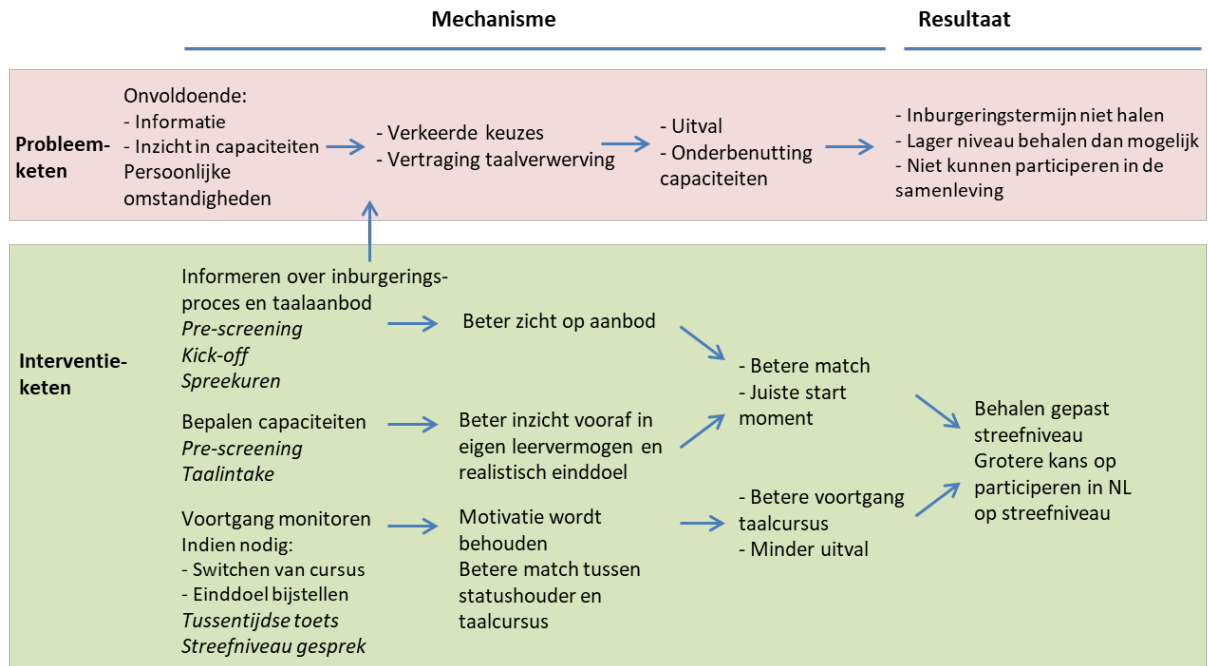 Mechanisme
Resultaat
Probleem-
keten
Onvoldoende:
- Informatie
- Inzicht in capaciteiten
Persoonlijke
omstandigheden
- Verkeerde keuzes
- Vertraging taalverwerving
- Uitval
- Onderbenutting
capaciteiten
- Inburgeringstermijn niet halen
- Lager niveau behalen dan mogelijk
- Niet kunnen participeren in de
samenleving
Interventie-
keten
Informeren over inburgerings-
proces en taalaanbod
Pre-screening
Kick-off
Spreekuren
Beter zicht op aanbod
Bepalen capaciteiten
Pre-screening
Taalintake
Beter inzicht vooraf in
eigen leervermogen en
realistisch einddoel
- Betere match
- Juiste start
moment
Voortgang monitoren
Indien nodig:
- Switchen van cursus
- Einddoel bijstellen
Tussentijdse toets
Streefniveau gesprek
Motivatie wordt
behouden
Betere match tussen
statushouder en
taalcursus
- Betere voortgang
taalcursus
- Minder uitval
Behalen gepast
streefniveau
Grotere kans op
participeren in NL
op streefniveau